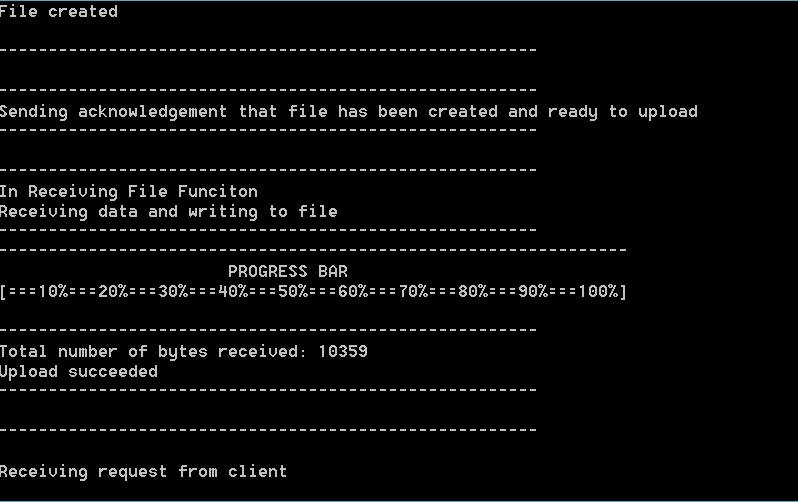 File created
------------------------------------------------------
------------------------------------------------------
Sending acknowledgement that file has been created and ready to upload
------------------------------------------------------
------------------------------------------------------
In Receiving File Funciton
Receiving data and writing to file
------------------------------------------------------
---------------------------------------------------------------
PROGRESS BAR
[===10%===20%===30%===40%===50%===60%===70%===80%===90%===100%]
------------------------------------------------------
Total number of bytes received: 10359
Upload succeeded
------------------------------------------------------
------------------------------------------------------
Receiving request from client